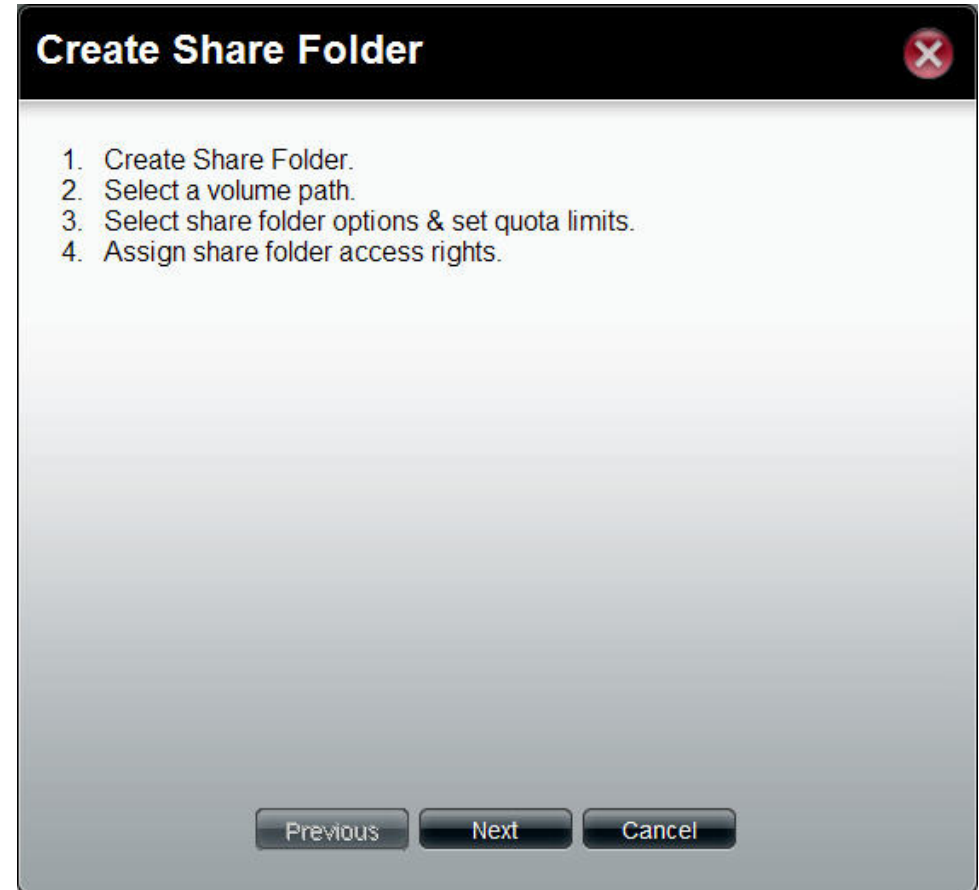 Create Share Folder
1. Create Share Folder.
2. Select a volume path.
3. Select share folder options & set quota limits.
4. Assign share folder access rights.
Previous Next Cancel